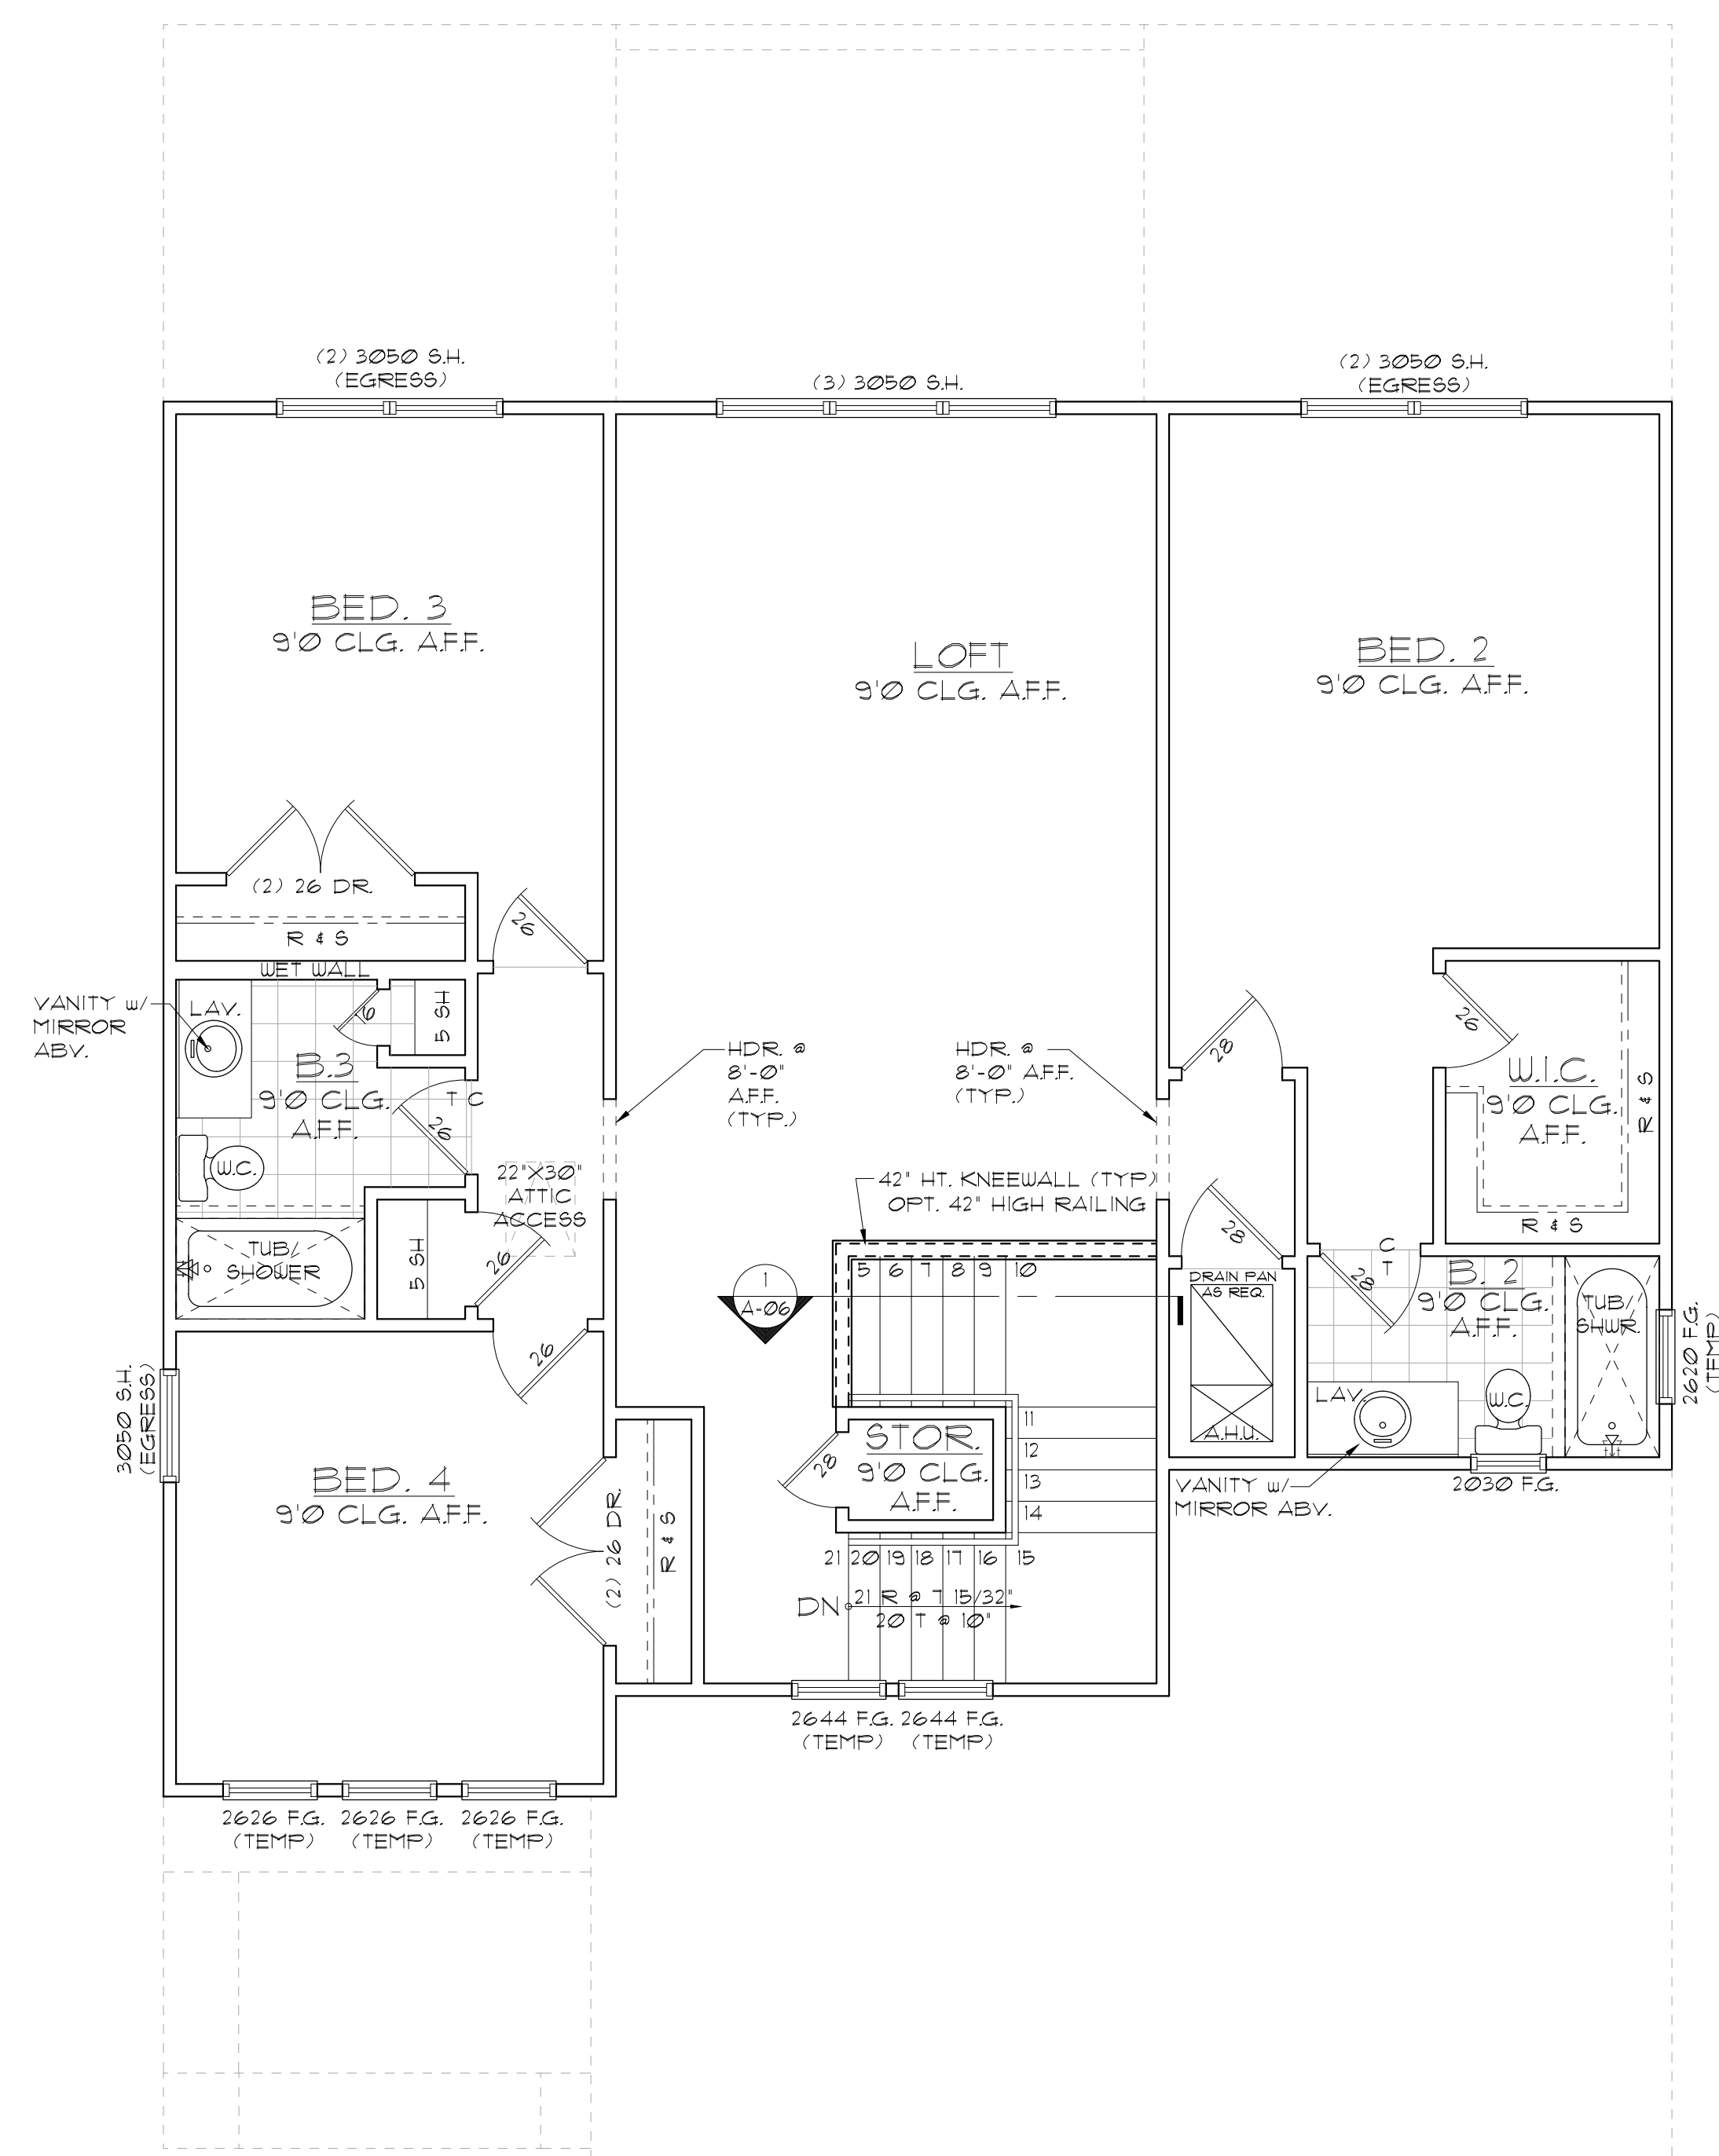 (2) 3050 S.H.
(EGRESS)
(3) 3050 S.H.
(2) 3050 S.H.
(EGRESS)
BED. 3
9'0 CLG. A.F.F.
LOFT
9'0 CLG. A.F.F.
BED. 2
9'0 CLG. A.F.F.
(2) 26 DR.
R & S
26
WET WALL
VANITY w/
MIRROR
ABV.
LAV.
16
5 SH
B.3
9'0 CLG.
A.F.F.
T C
26
W.C.
TUB/
SHOWER
22"X30"
ATTIC
ACCESS
5 SH
26
26
HDR. @
8'-0"
A.F.F.
(TYP.)
HDR. @
8'-0" A.F.F.
(TYP.)
28
26
W.I.C.
9'0 CLG.
A.F.F.
R & S
R & S
42" HT. KNEEWALL (TYP)
OPT. 42" HIGH RAILING
28
5 6 7 8 9 10
1
A-06
DRAIN PAN
AS REQ.
A.H.U.
C
T
28
B. 2
9'0 CLG.
A.F.F.
TUB/
SHWR.
2620 F.G.
(TEMP)
LAV.
W.C.
VANITY w/
MIRROR ABV.
2030 F.G.
3050 S.H.
(EGRESS)
BED. 4
9'0 CLG. A.F.F.
(2) 26 DR.
R & S
STOR.
9'0 CLG.
A.F.F.
28
11
12
13
14
21 20 19 18 17 16 15
DN
21 R @ 7 15/32"
20 T @ 10"
2644 F.G.
(TEMP)
2644 F.G.
(TEMP)
2626 F.G.
(TEMP)
2626 F.G.
(TEMP)
2626 F.G.
(TEMP)